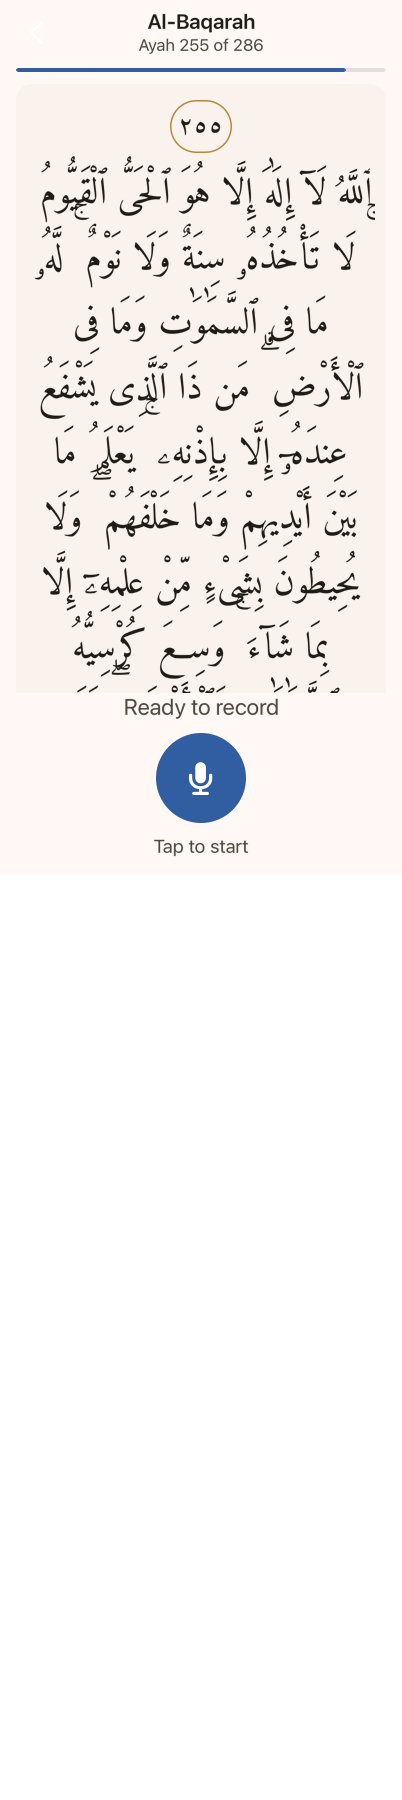 Al-Baqarah
Ayah 255 of 286
٢٥٥
ٱللَّهُ لَآ إِلَٰهَ إِلَّا هُوَ ٱلْحَىُّ ٱلْقَيُّومُ ۚ
لَا تَأْخُذُهُۥ سِنَةٌ وَلَا نَوْمٌ ۚ لَّهُۥ
مَا فِى ٱلسَّمَٰوَٰتِ وَمَا فِى
ٱلْأَرْضِ ۗ مَن ذَا ٱلَّذِى يَشْفَعُ
عِندَهُۥٓ إِلَّا بِإِذْنِهِۦ ۚ يَعْلَمُ مَا
بَيْنَ أَيْدِيهِمْ وَمَا خَلْفَهُمْ ۖ وَلَا
يُحِيطُونَ بِشَىْءٍ مِّنْ عِلْمِهِۦٓ إِلَّا
بِمَا شَآءَ ۚ وَسِعَ كُرْسِيُّهُ
Ready to record
Tap to start